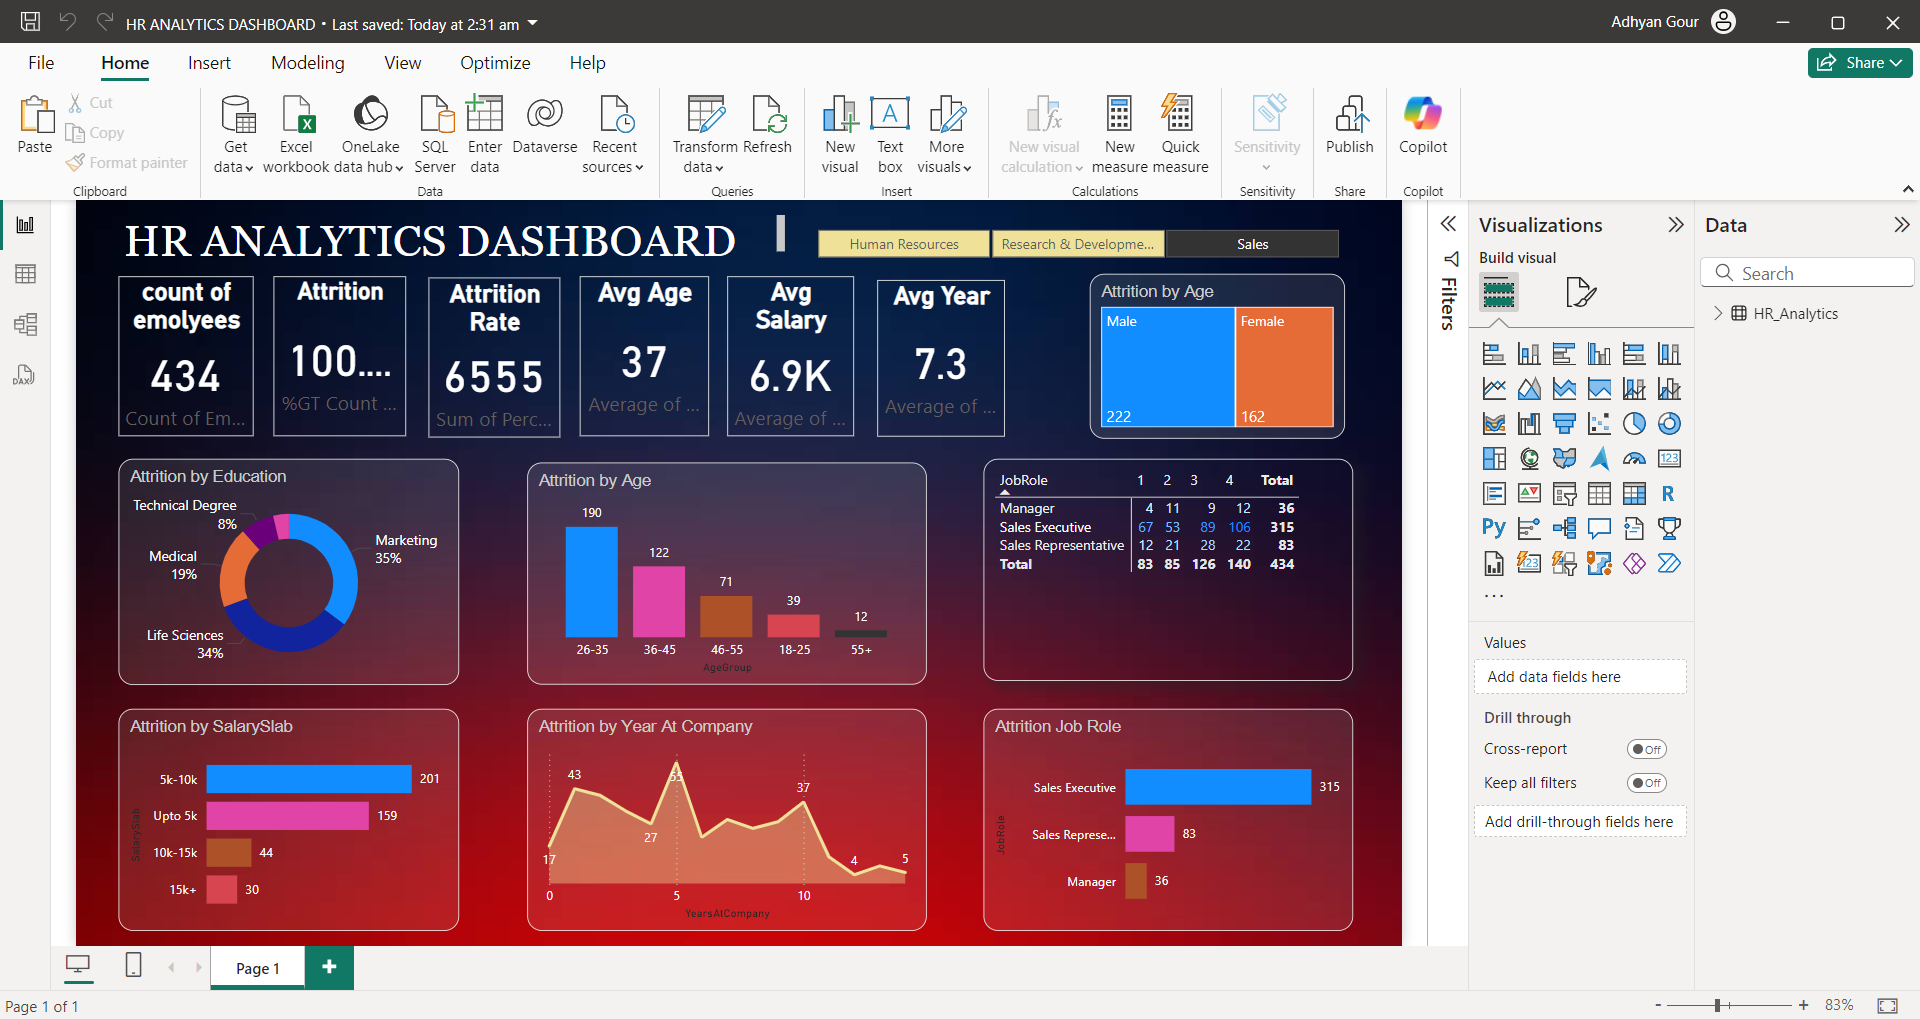 HR ANALYTICS DASHBOARD • Last saved: Today at 2:31 am
Adhyan Gour
File Home Insert Modeling View Optimize Help
Share
Paste
Cut
Copy
Format painter
Clipboard
Get data
Excel workbook
OneLake data hub
SQL Server
Enter data
Dataverse
Recent sources
Data
Transform data
Refresh
Queries
New visual
Text box
A
More visuals
Insert
New visual calculation
New measure
Quick measure
Calculations
Sensitivity
Sensitivity
Publish
Share
Copilot
Copilot
HR ANALYTICS DASHBOARD
Human Resources
Research & Developme...
Sales
count of
emolyees
434
Count of Em...
Attrition
100....
%GT Count ...
Attrition
Rate
6555
Sum of Perc...
Avg Age
37
Average of ...
Avg
Salary
6.9K
Average of ...
Avg Year
7.3
Average of ...
Attrition by Age
Male
222
Female
162
Attrition by Education
Technical Degree
8%
Medical
19%
Life Sciences
34%
Marketing
35%
Attrition by Age
190
122
71
39
12
26-35 36-45 46-55 18-25 55+
AgeGroup
JobRole 1 2 3 4 Total
Manager 4 11 9 12 36
Sales Executive 67 53 89 106 315
Sales Representative 12 21 28 22 83
Total 83 85 126 140 434
Attrition by SalarySlab
SalarySlab
5k-10k 201
Upto 5k 159
10k-15k 44
15k+ 30
Attrition by Year At Company
17
43
27
55
37
4
5
0 5 10
YearsAtCompany
Attrition Job Role
JobRole
Sales Executive 315
Sales Represe... 83
Manager 36
Filters
Visualizations
Build visual
123
R
Py
123
...
Values
Add data fields here
Drill through
Cross-report Off
Keep all filters Off
Add drill-through fields here
Data
Search
HR_Analytics
DAX
Page 1
+
Page 1 of 1
- + 83%